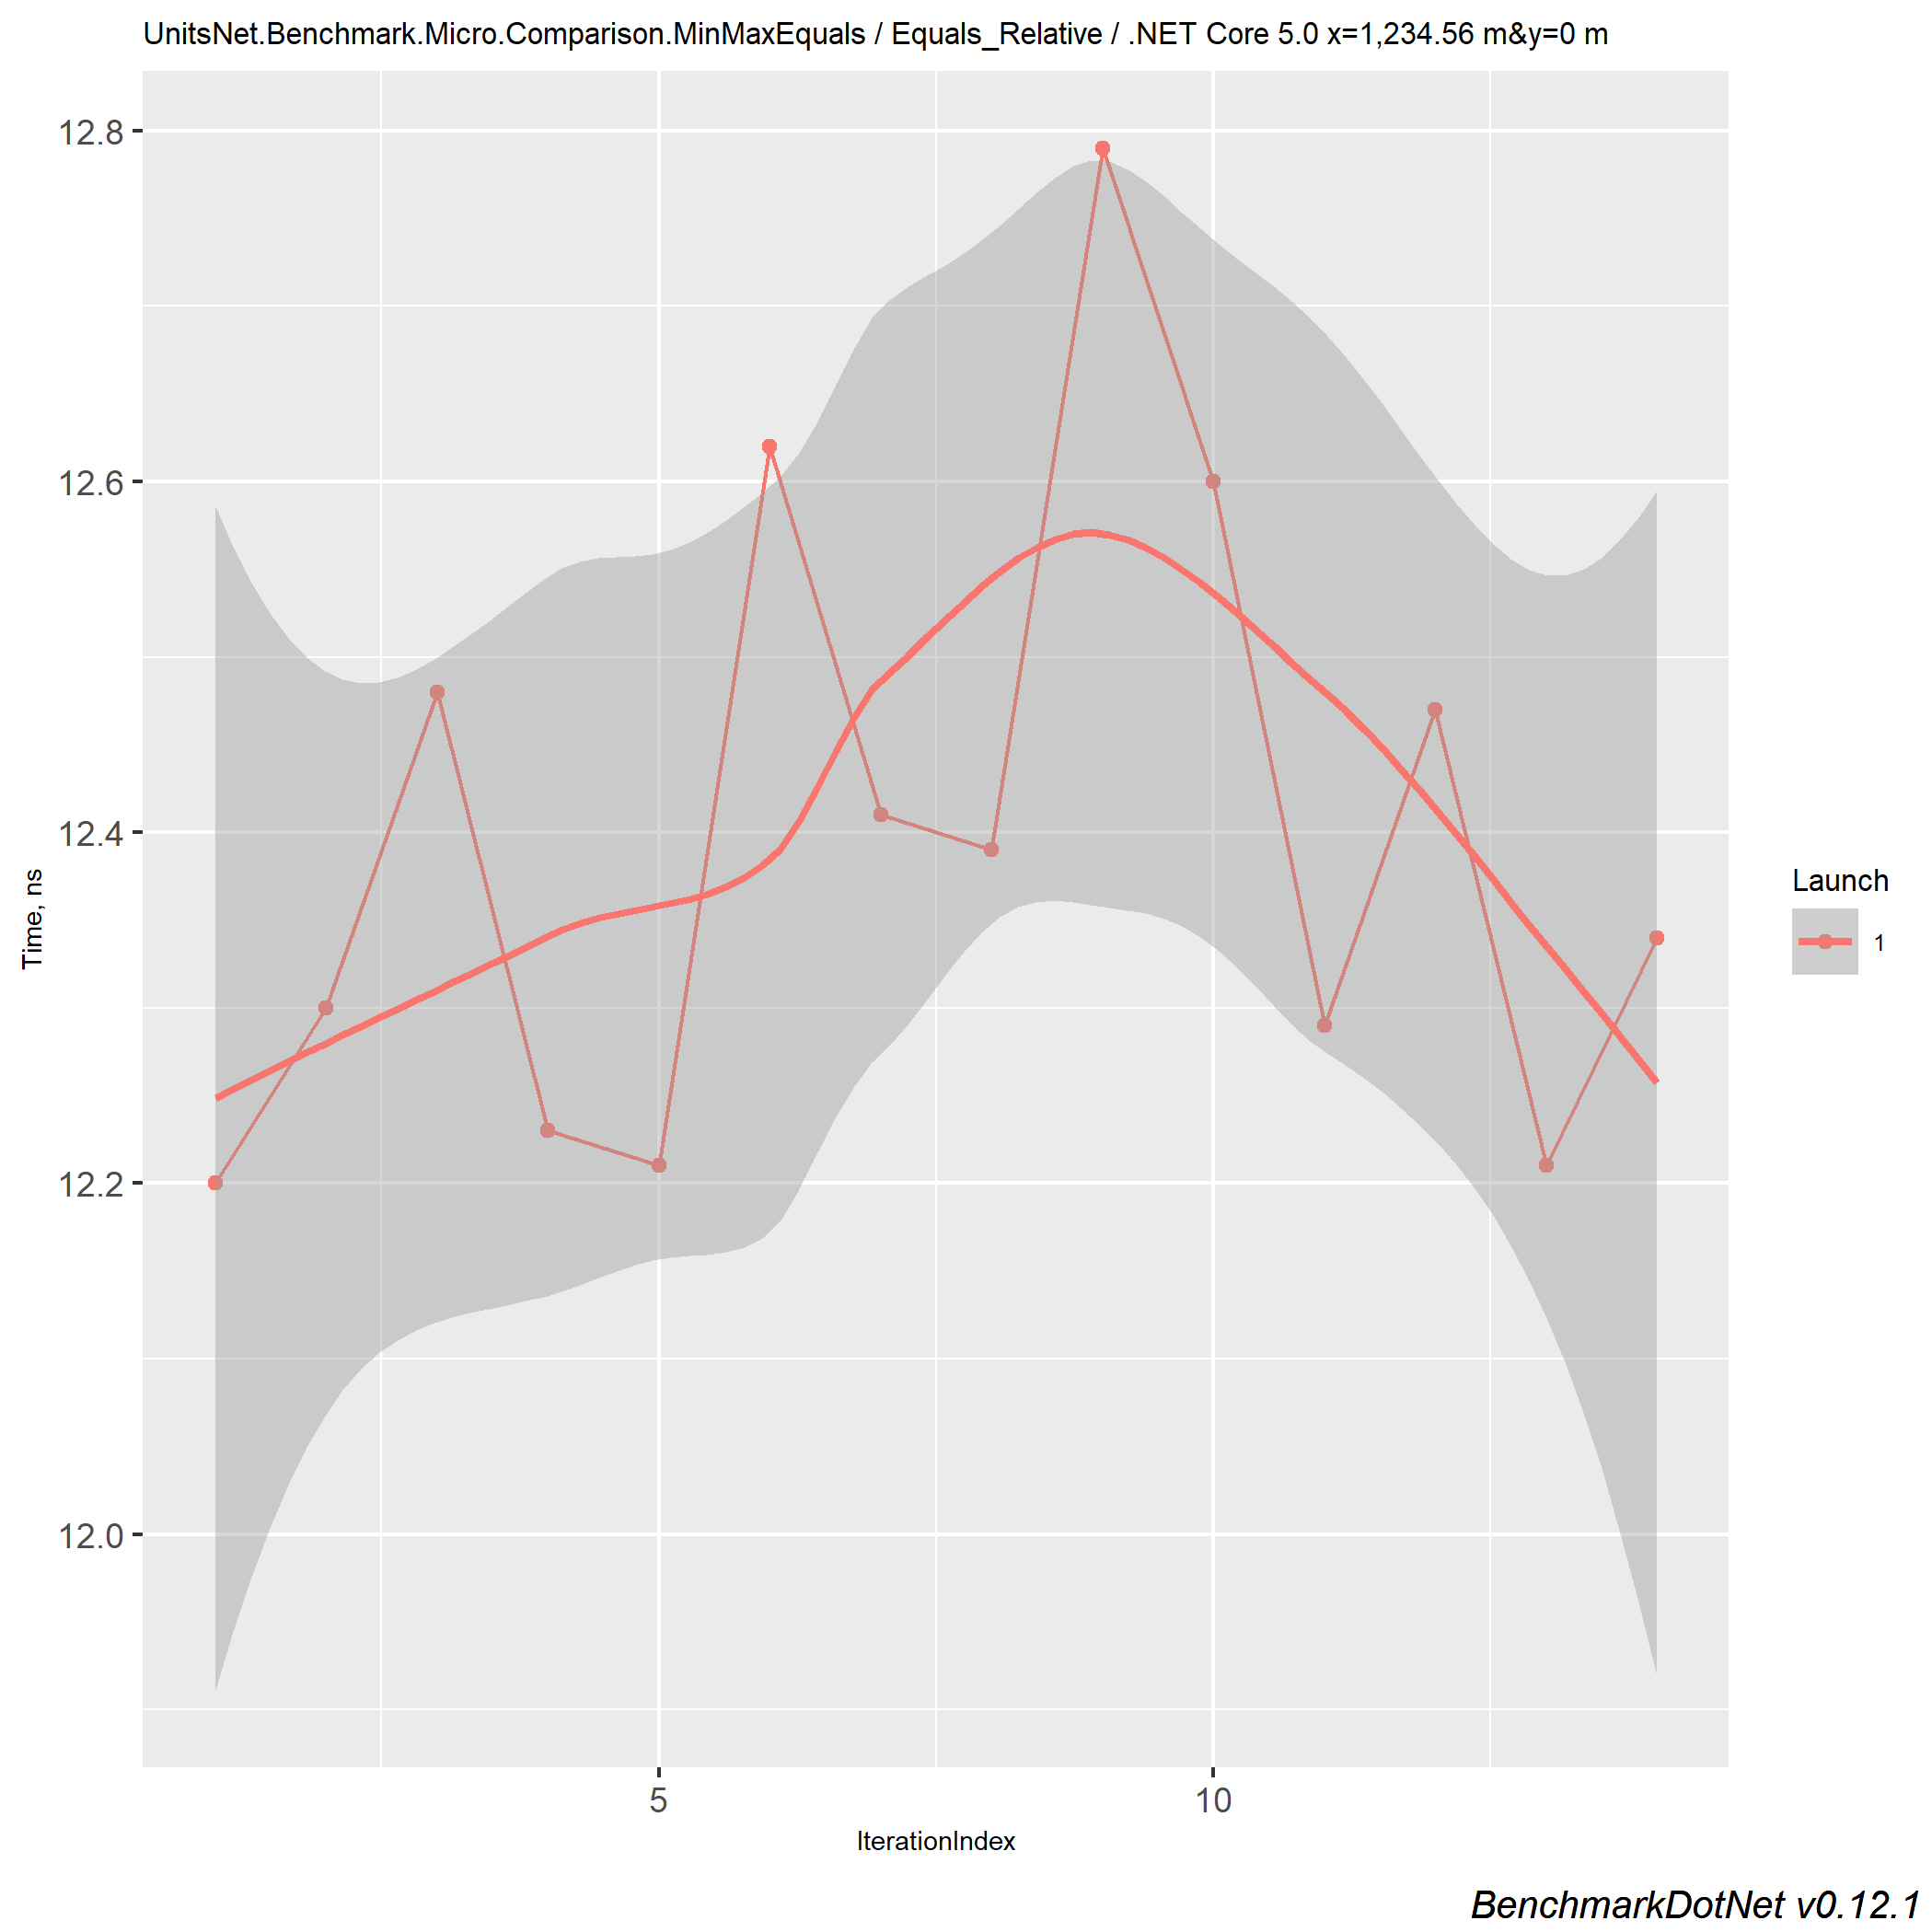 UnitsNet.Benchmark.Micro.Comparison.MinMaxEquals / Equals_Relative / .NET Core 5.0 x=1,234.56 m&y=0 m
12.8
12.6
12.4
12.2
12.0
Time, ns
5
10
IterationIndex
Launch
1
BenchmarkDotNet v0.12.1